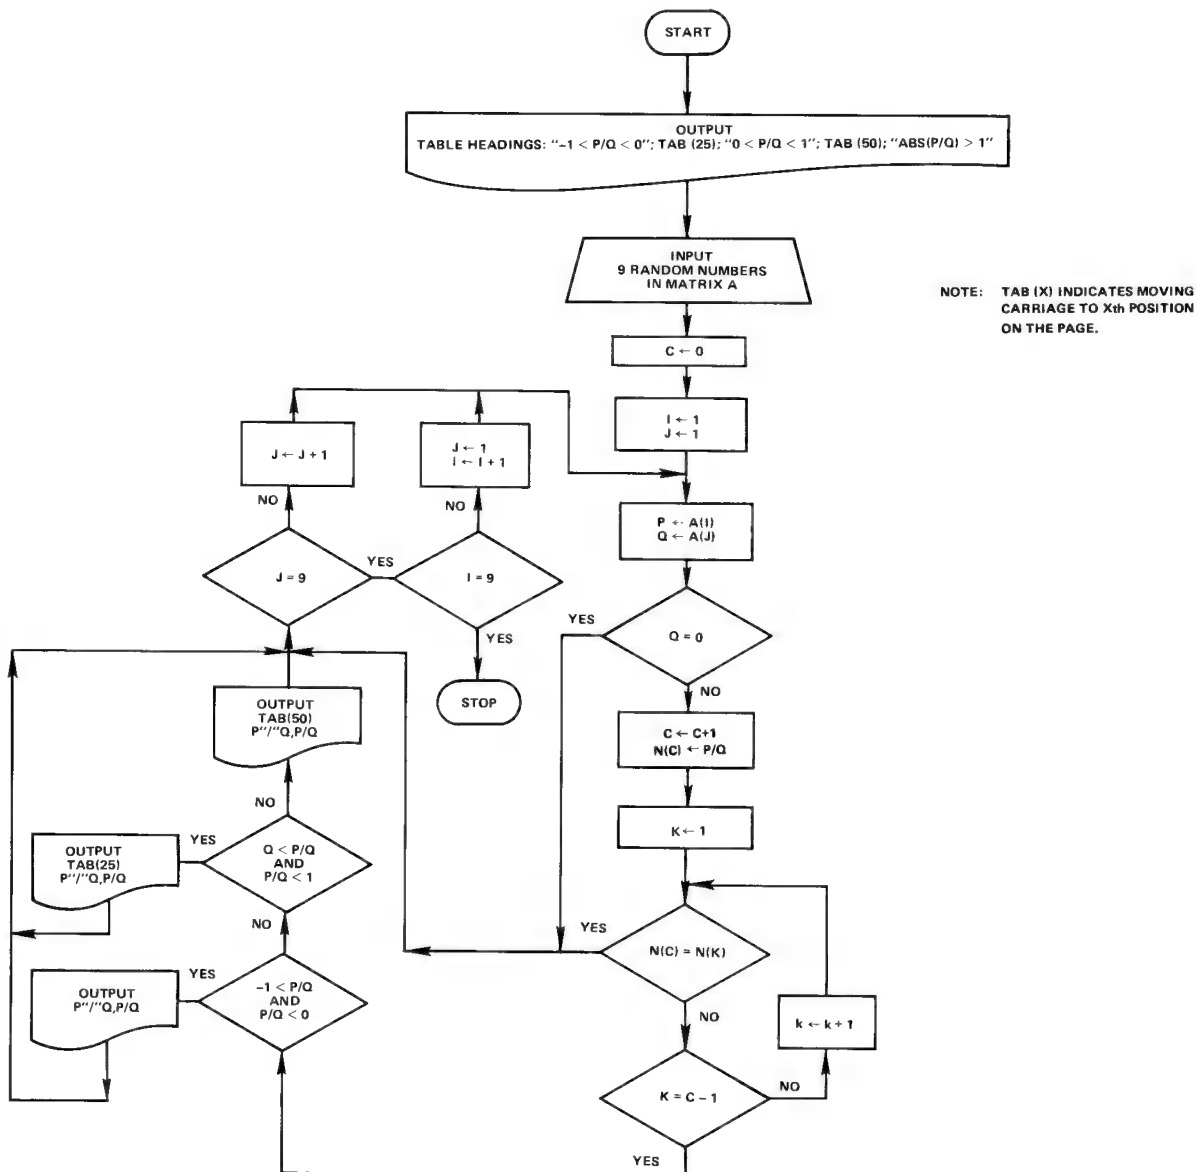 START
OUTPUT
TABLE HEADINGS: "-1 < P/Q < 0"; TAB (25); "0 < P/Q < 1"; TAB (50); "ABS(P/Q) > 1"
INPUT
9 RANDOM NUMBERS
IN MATRIX A
NOTE: TAB (X) INDICATES MOVING
CARRIAGE TO Xth POSITION
ON THE PAGE.
C ← 0
I ← 1
J ← 1
J ← J + 1
J ← 1
I ← I + 1
NO
NO
P ← A(I)
Q ← A(J)
J = 9
YES
I = 9
YES
YES
Q = 0
NO
STOP
OUTPUT
TAB(50)
P"/"Q,P/Q
C ← C+1
N(C) ← P/Q
NO
K ← 1
YES
OUTPUT
TAB(25)
P"/"Q,P/Q
Q < P/Q
AND
P/Q < 1
NO
YES
N(C) = N(K)
YES
OUTPUT
P"/"Q,P/Q
-1 < P/Q
AND
P/Q < 0
NO
k ← k + 1
K = C – 1
NO
YES